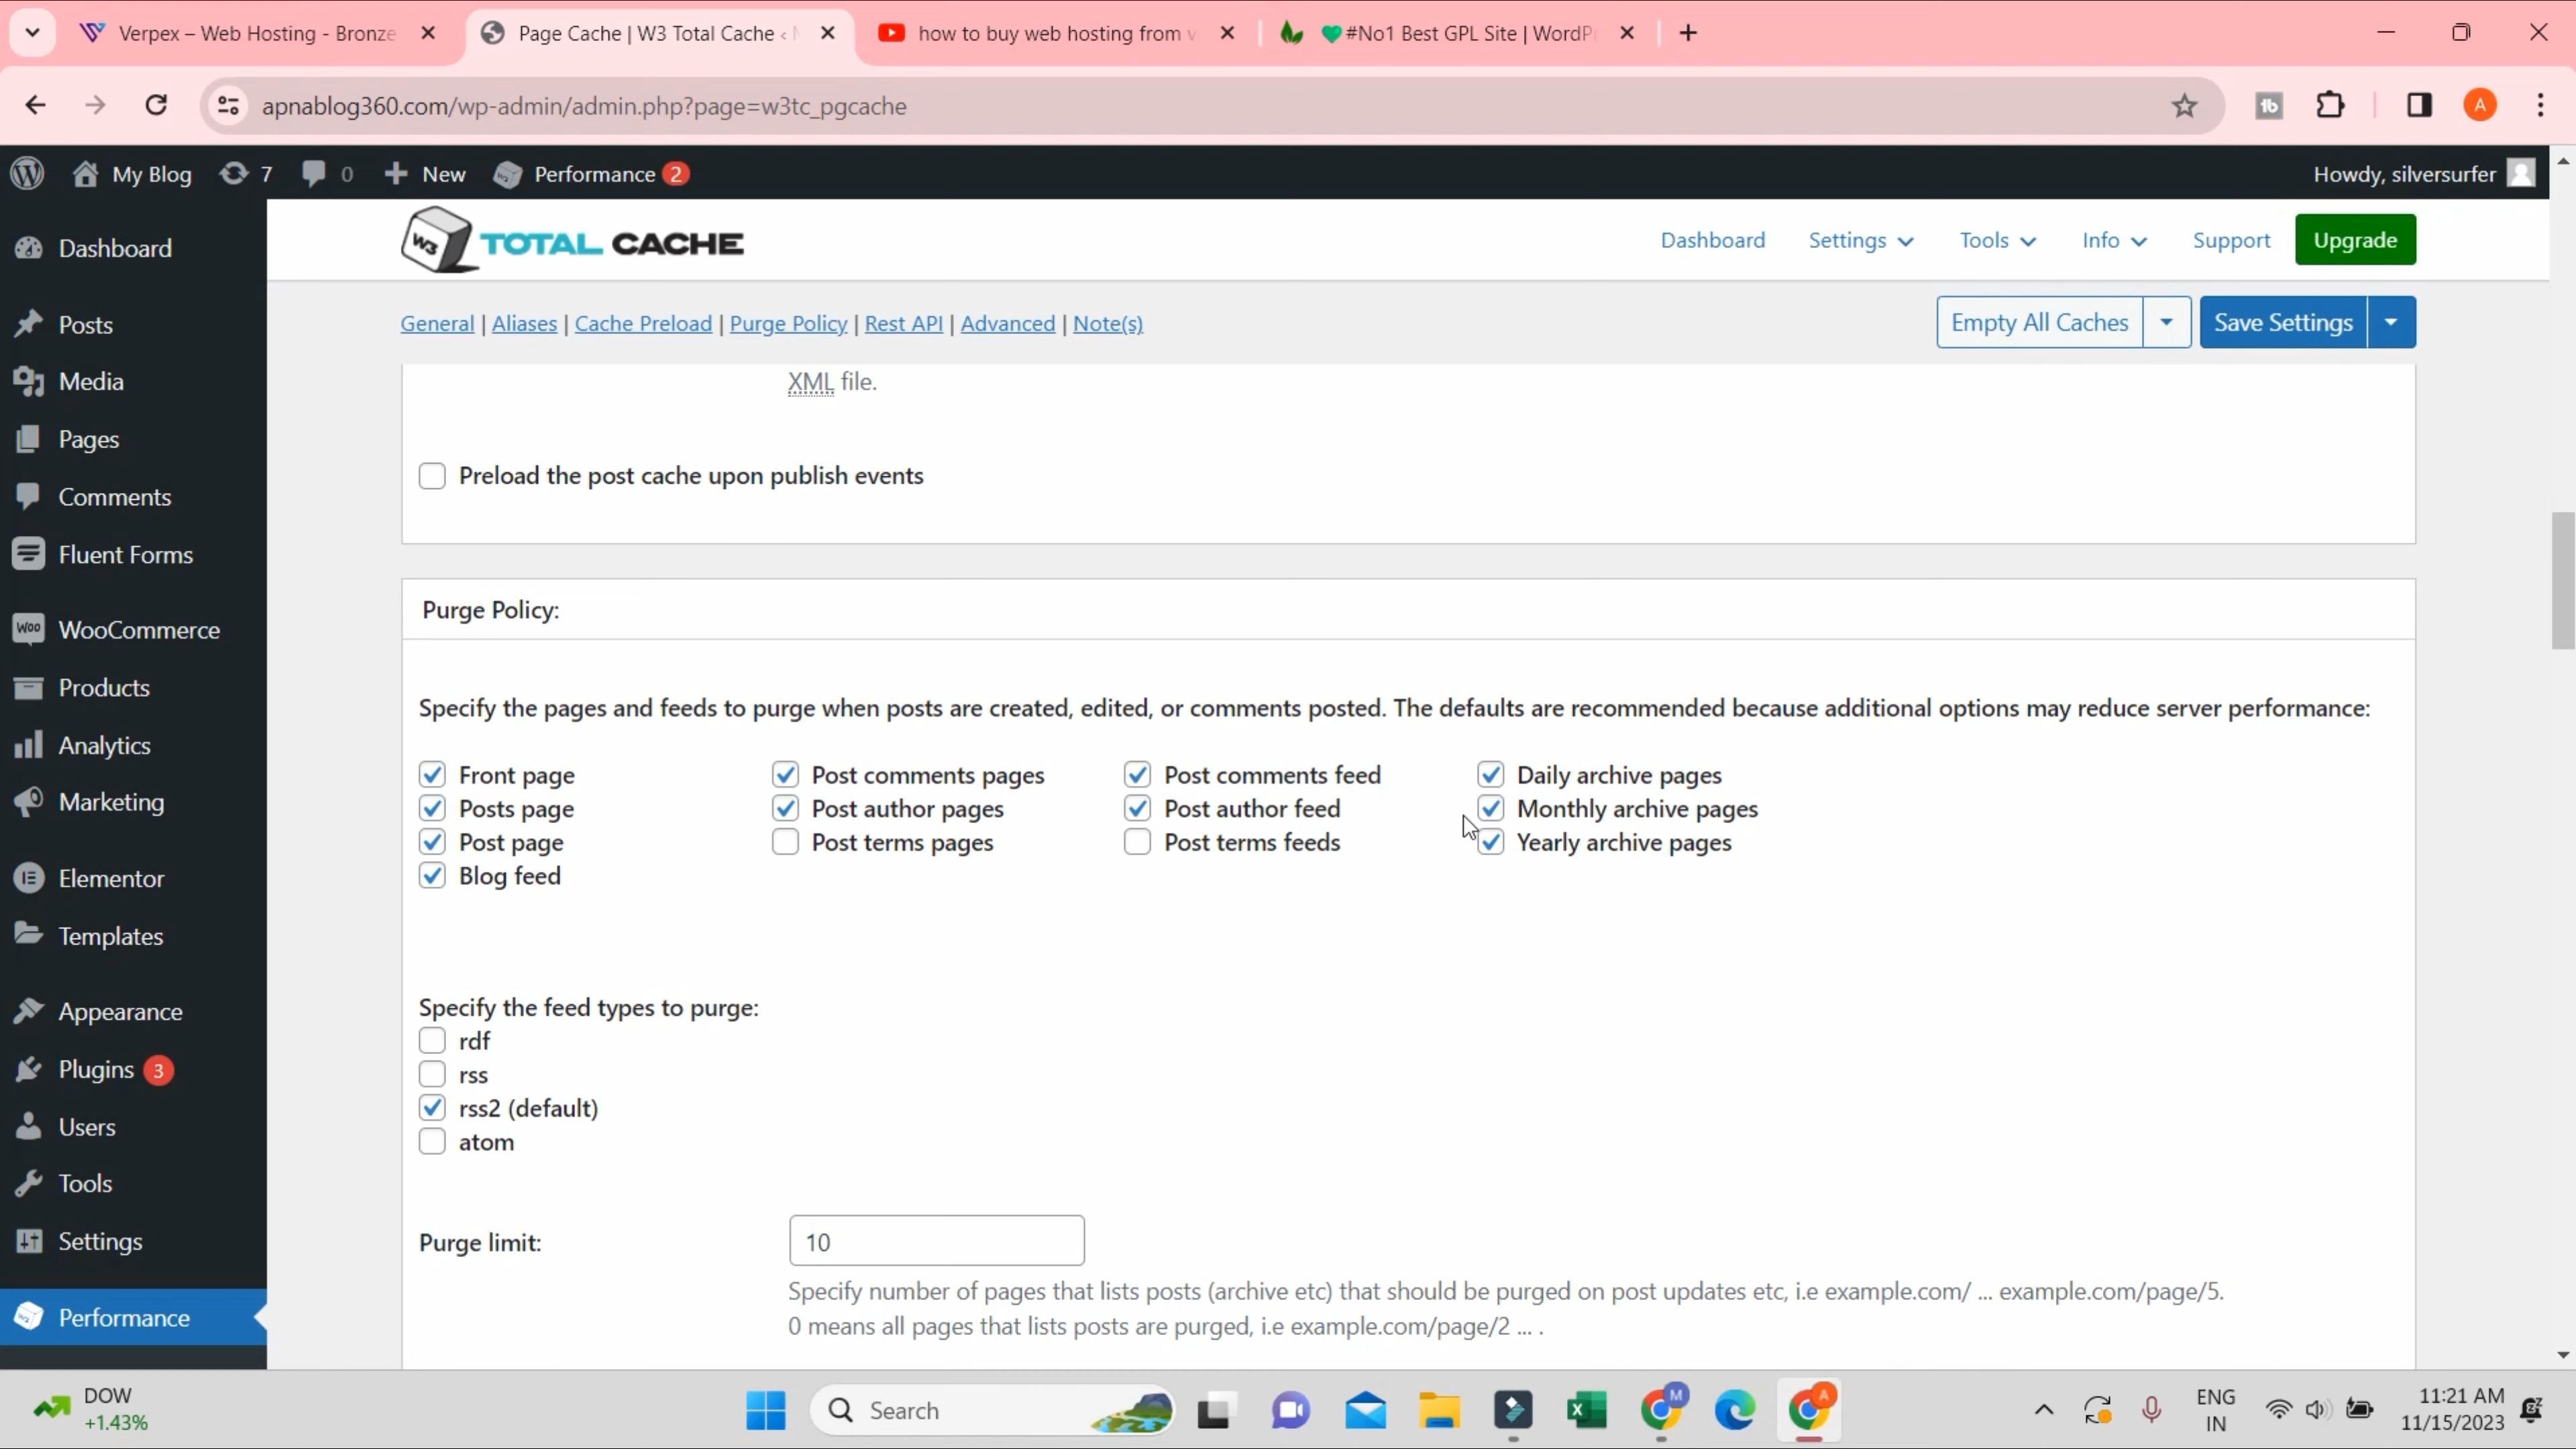 Verpex – Web Hosting - Bronze
Page Cache | W3 Total Cache ‹
how to buy web hosting from v
#No1 Best GPL Site | WordPr
apnablog360.com/wp-admin/admin.php?page=w3tc_pgcache
A
My Blog
7
0
New
Performance 2
Howdy, silversurfer
W3 TOTAL CACHE
Dashboard
Settings
Tools
Info
Support
Upgrade
General | Aliases | Cache Preload | Purge Policy | Rest API | Advanced | Note(s)
Empty All Caches
Save Settings
Dashboard
Posts
Media
Pages
Comments
Fluent Forms
Woo WooCommerce
Products
Analytics
Marketing
Elementor
Templates
Appearance
Plugins 3
Users
Tools
Settings
Performance
XML file.
Preload the post cache upon publish events
Purge Policy:
Specify the pages and feeds to purge when posts are created, edited, or comments posted. The defaults are recommended because additional options may reduce server performance:
Front page Post comments pages Post comments feed Daily archive pages
Posts page Post author pages Post author feed Monthly archive pages
Post page Post terms pages Post terms feeds Yearly archive pages
Blog feed
Specify the feed types to purge:
rdf
rss
rss2 (default)
atom
Purge limit: 10
Specify number of pages that lists posts (archive etc) that should be purged on post updates etc, i.e example.com/ ... example.com/page/5.
0 means all pages that lists posts are purged, i.e example.com/page/2 ... .
DOW
+1.43%
Search
M
A
ENG
IN
11:21 AM
11/15/2023